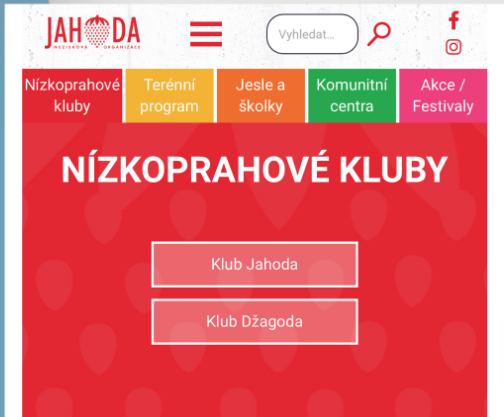 JAHODA
NEZISKOVÁ ORGANIZACE
Vyhledat...
Nízkoprahové kluby
Terénní program
Jesle a školky
Komunitní centra
Akce / Festivaly
NÍZKOPRAHOVÉ KLUBY
Klub Jahoda
Klub Džagoda